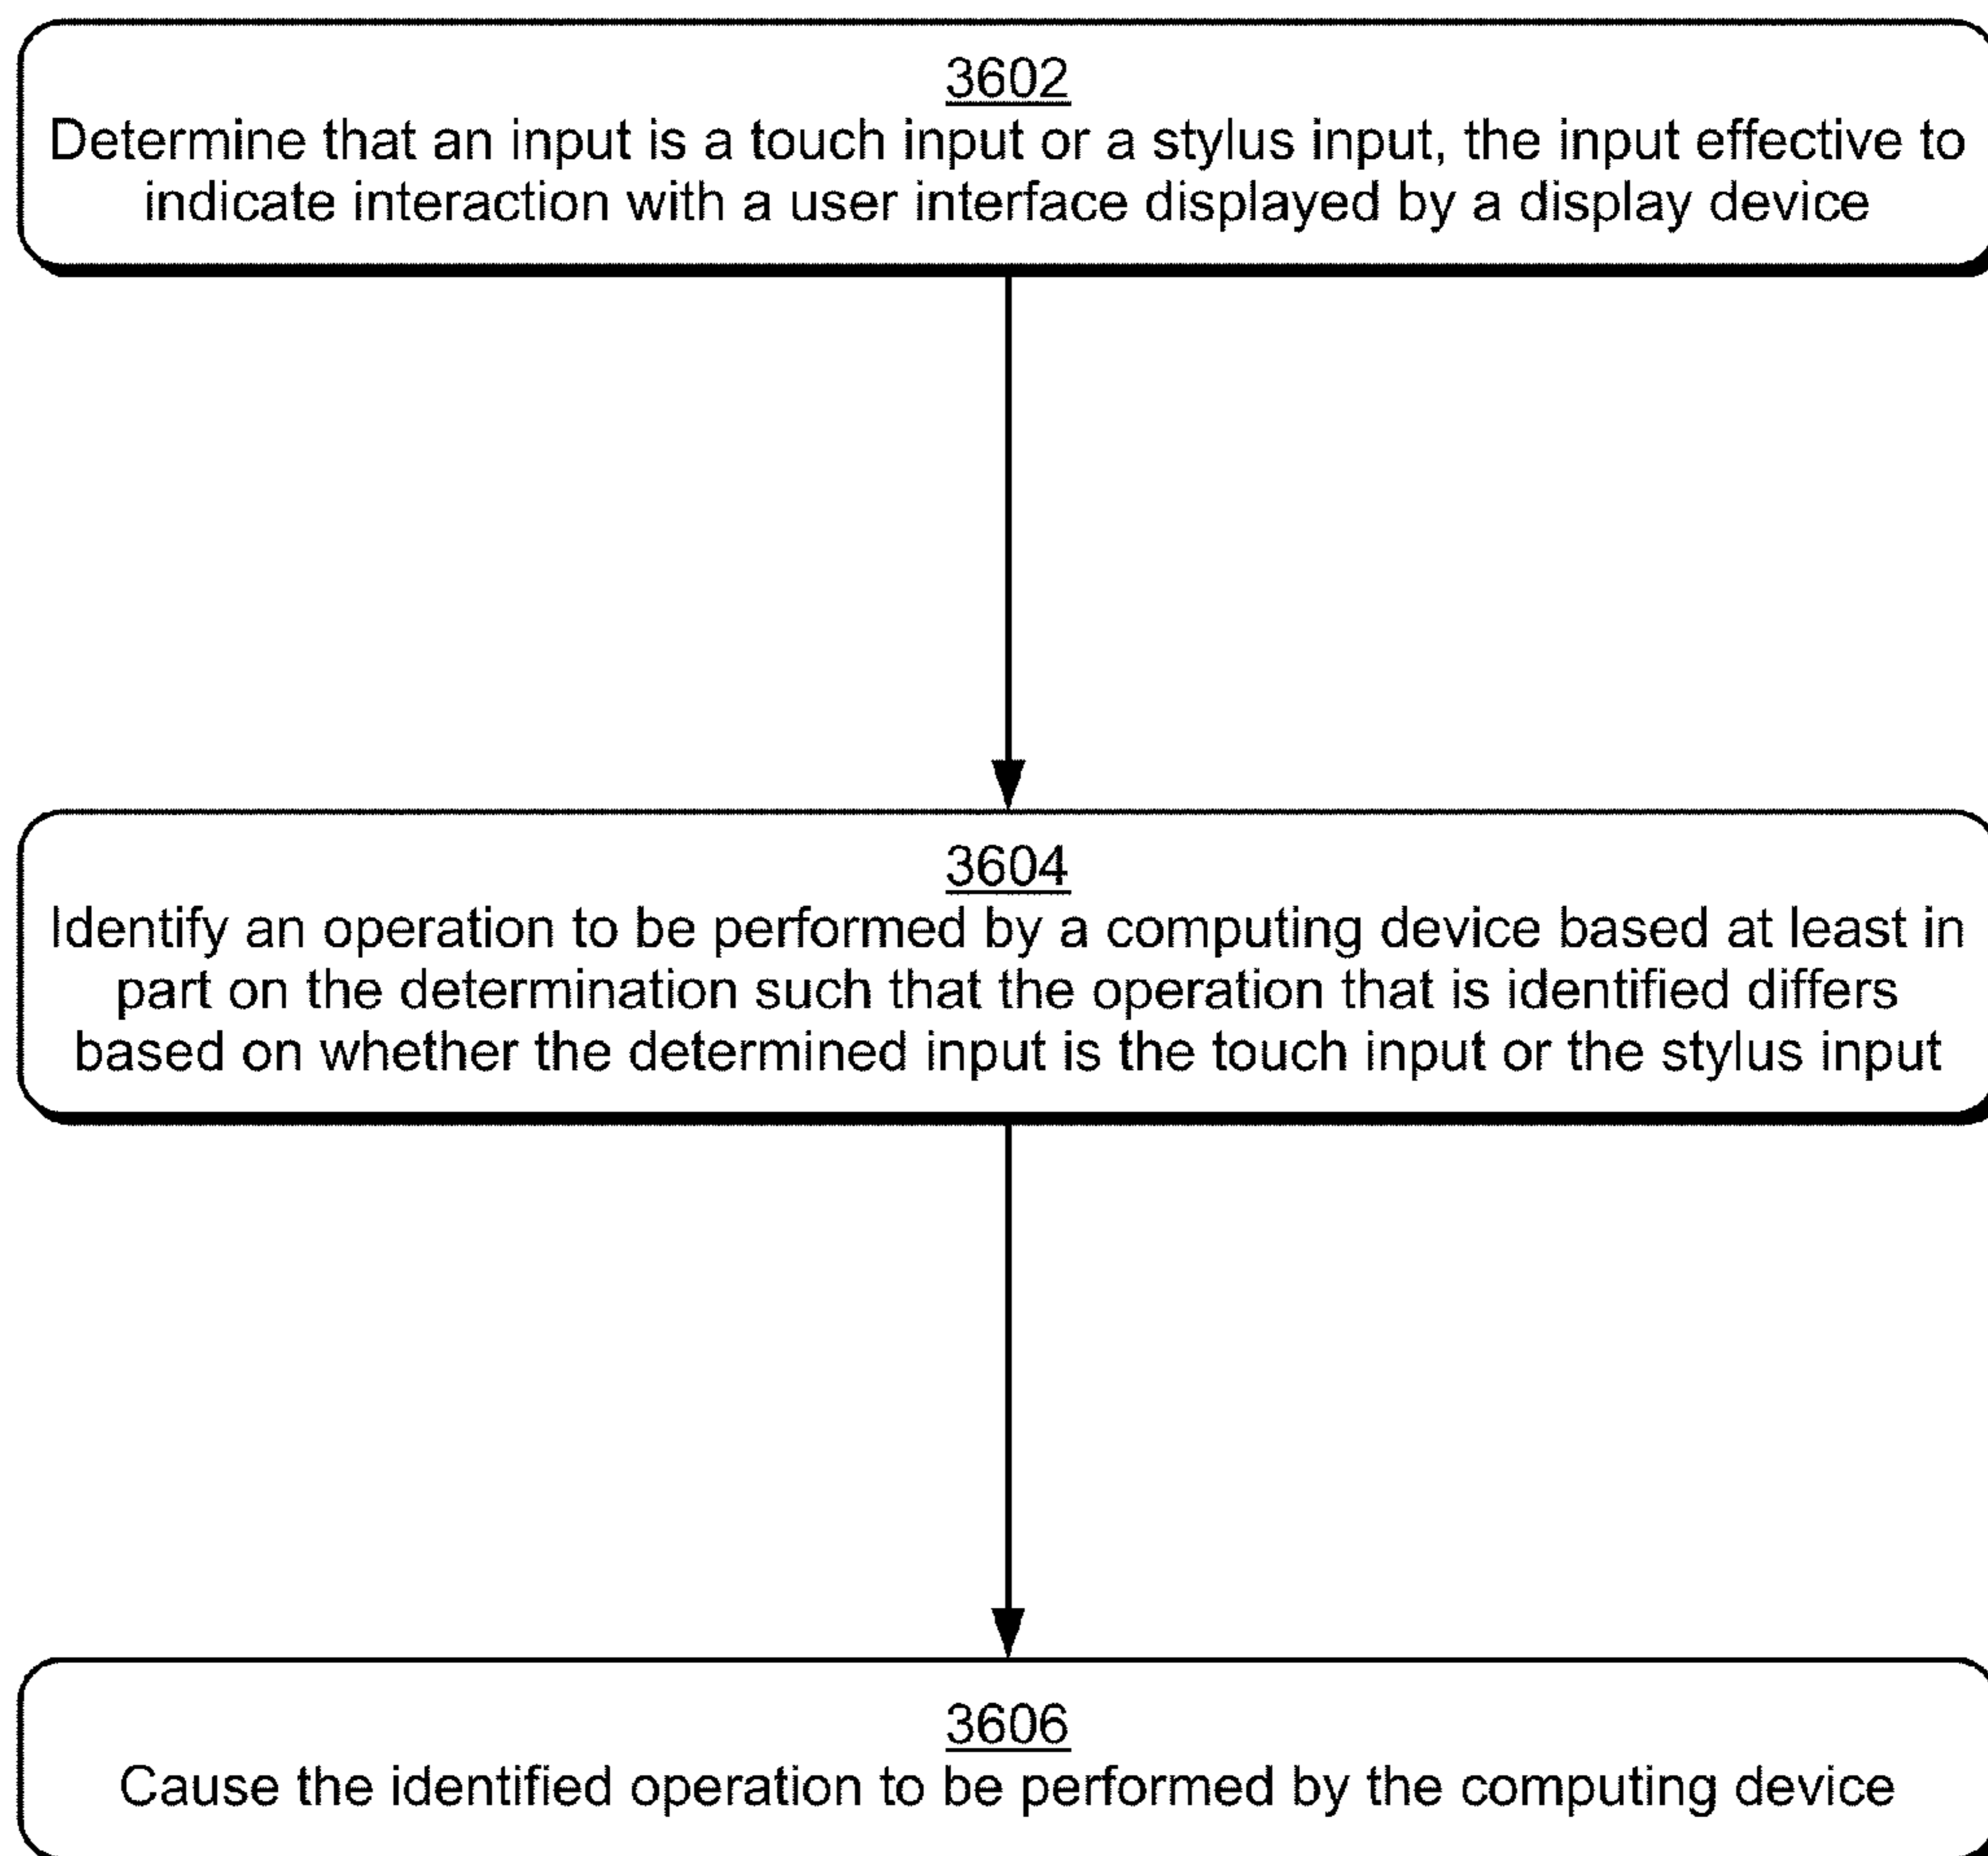 3602
Determine that an input is a touch input or a stylus input, the input effective to
indicate interaction with a user interface displayed by a display device
3604
Identify an operation to be performed by a computing device based at least in
part on the determination such that the operation that is identified differs
based on whether the determined input is the touch input or the stylus input
3606
Cause the identified operation to be performed by the computing device